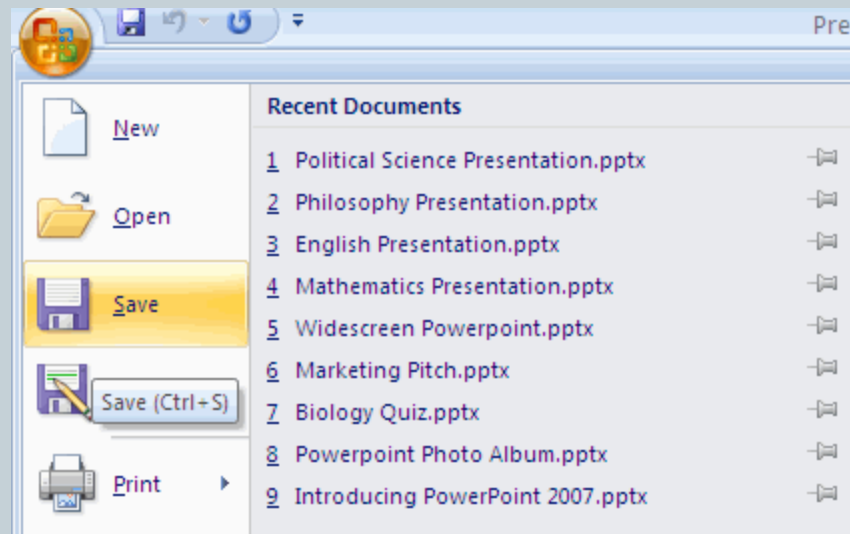 Pre
New
Open
Save
Save (Ctrl+S)
Print
Recent Documents
1 Political Science Presentation.pptx
2 Philosophy Presentation.pptx
3 English Presentation.pptx
4 Mathematics Presentation.pptx
5 Widescreen Powerpoint.pptx
6 Marketing Pitch.pptx
7 Biology Quiz.pptx
8 Powerpoint Photo Album.pptx
9 Introducing PowerPoint 2007.pptx